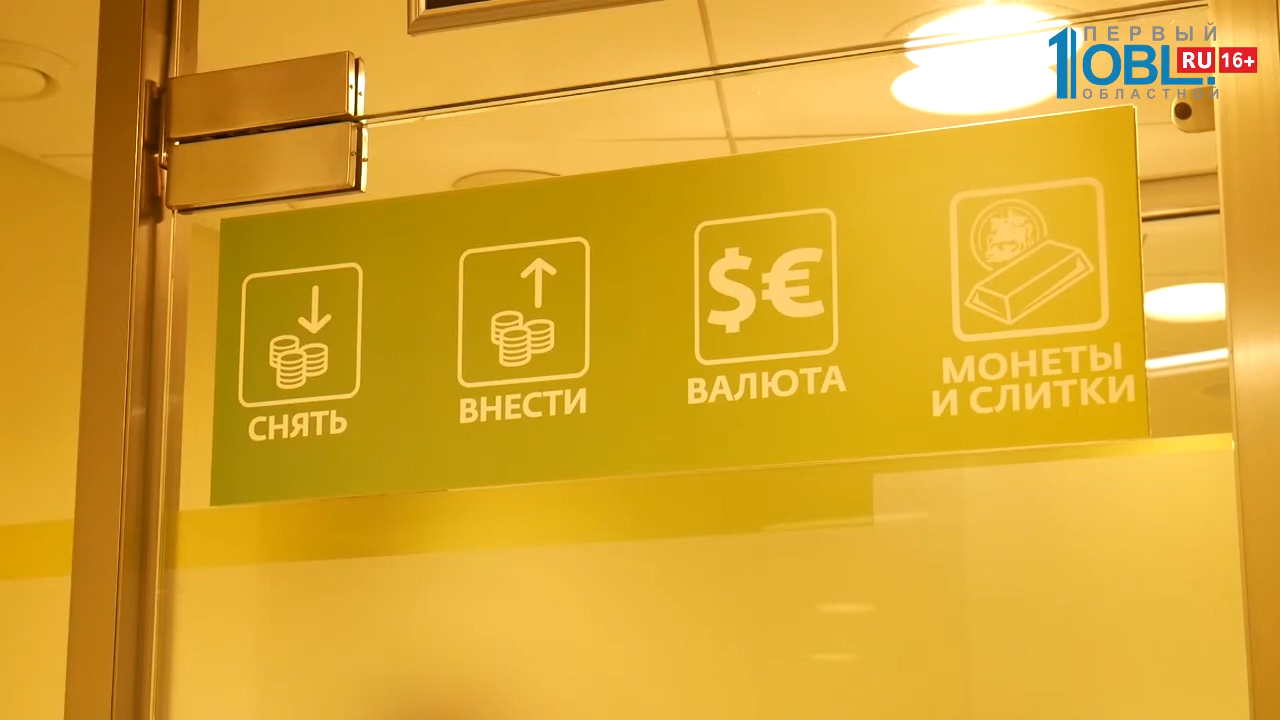 ПЕРВЫЙ
1OBL.RU 16+
ОБЛАСТНОЙ
СНЯТЬ
ВНЕСТИ
$€
ВАЛЮТА
МОНЕТЫ
И СЛИТКИ